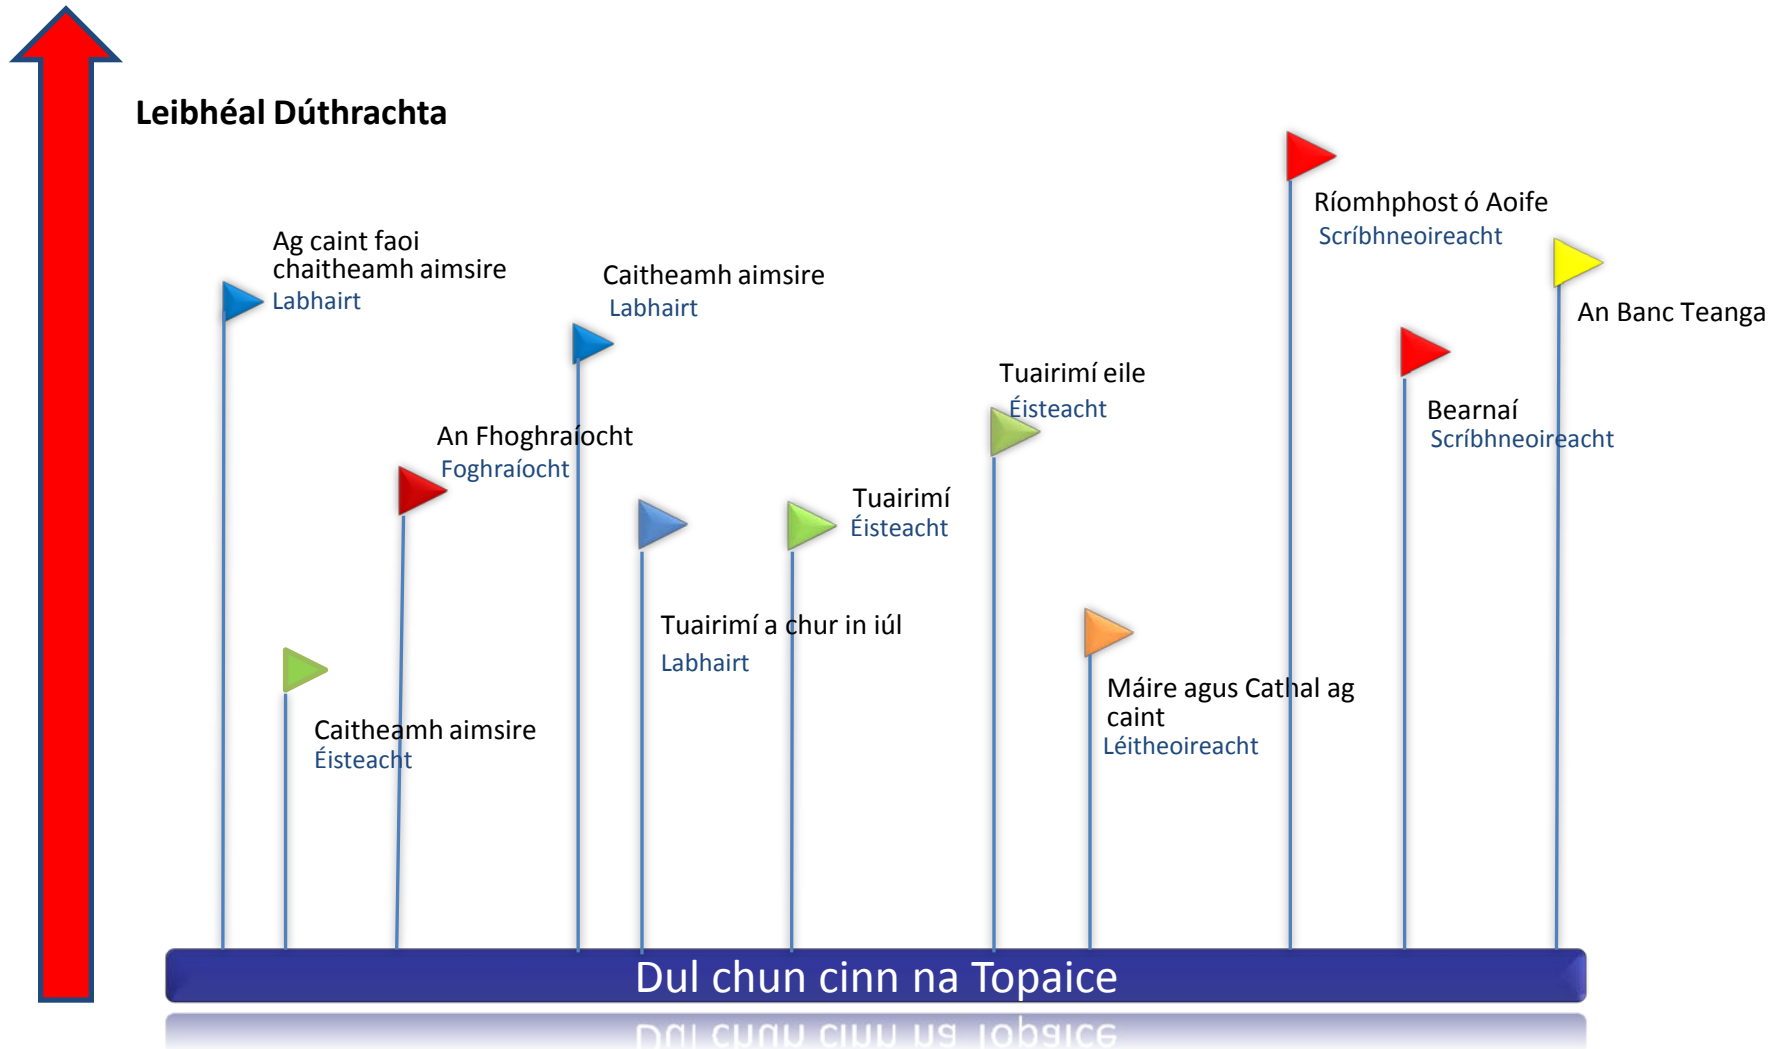 Leibhéal Dúthrachta
Ag caint faoi
chaitheamh aimsire
Labhairt
Caitheamh aimsire
Éisteacht
An Fhoghraíocht
Foghraíocht
Caitheamh aimsire
Labhairt
Tuairimí a chur in iúl
Labhairt
Tuairimí
Éisteacht
Tuairimí eile
Éisteacht
Máire agus Cathal ag
caint
Léitheoireacht
Ríomhphost ó Aoife
Scríbhneoireacht
Bearnaí
Scríbhneoireacht
An Banc Teanga
Dul chun cinn na Topaice